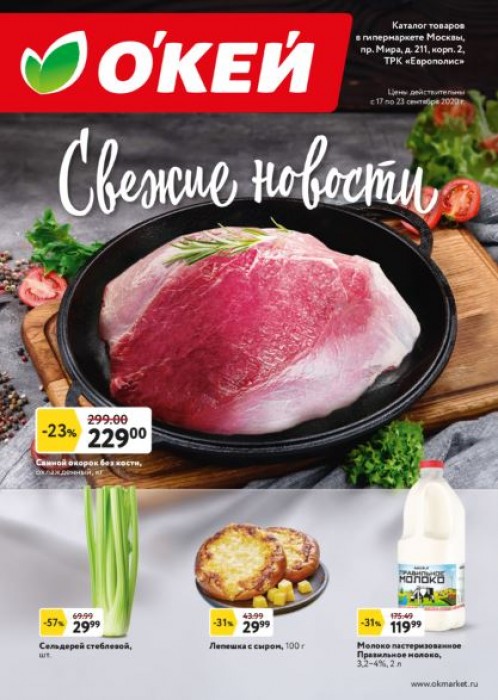 О'КЕЙ
Каталог товаров
в гипермаркете Москвы,
пр. Мира, д. 211, корп. 2,
ТРК «Европолис»
Цены действительны
с 17 по 23 сентября 2020 г.
Свежие новости
-23%
299.00
229 00
Свиной окорок без кости,
охлажденный, кг
ПРАВИЛЬНОЕ
МОЛОКО
-57%
69.99
29 99
Сельдерей стеблевой,
шт.
-31%
43.99
29 99
Лепешка с сыром, 100 г
-31%
175.49
119 99
Молоко пастеризованное
Правильное молоко,
3,2–4%, 2 л
www.okmarket.ru